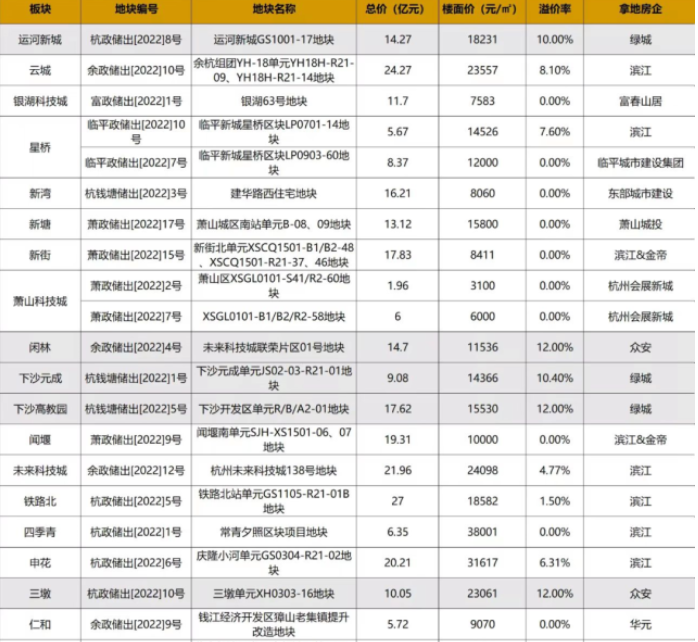 板块 地块编号 地块名称 总价（亿元） 楼面价（元/㎡） 溢价率 拿地房企
运河新城 杭政储出[2022]8号 运河新城GS1001-17地块 14.27 18231 10.00% 绿城
云城 余政储出[2022]10号 余杭组团YH-18单元YH18H-R21-
09、YH18H-R21-14地块 24.27 23557 8.10% 滨江
银湖科技城 富政储出[2022]1号 银湖63号地块 11.7 7583 0.00% 富春山居
星桥 临平政储出[2022]10
号 临平新城星桥区块LP0701-14地
块 5.67 14526 7.60% 滨江
临平政储出[2022]7号 临平新城星桥区块LP0903-60地
块 8.37 12000 0.00% 临平城市建设集团
新湾 杭钱塘储出[2022]3号 建华路西住宅地块 16.21 8060 0.00% 东部城市建设
新塘 萧政储出[2022]17号 萧山城区南站单元B-08、09地块 13.12 15800 0.00% 萧山城投
新街 萧政储出[2022]15号 新街北单元XSCQ1501-B1/B2-48
、XSCQ1501-R21-37、46地块 17.83 8411 0.00% 滨江&金帝
萧山科技城 萧政储出[2022]2号 萧山区XSGL0101-S41/R2-60地
块 1.96 3100 0.00% 杭州会展新城
萧政储出[2022]7号 XSGL0101-B1/B2/R2-58地块 6 6000 0.00% 杭州会展新城
闲林 余政储出[2022]4号 未来科技城联荣片区01号地块 14.7 11536 12.00% 众安
下沙元成 杭钱塘储出[2022]1号 下沙元成单元JS02-03-R21-01地
块 9.08 14366 10.40% 绿城
下沙高教园 杭钱塘储出[2022]5号 下沙开发区单元R/B/A2-01地块 17.62 15530 12.00% 绿城
闻堰 萧政储出[2022]9号 闻堰南单元SJH-XS1501-06、07
地块 19.31 10000 0.00% 滨江&金帝
未来科技城 余政储出[2022]12号 杭州未来科技城138号地块 21.96 24098 4.77% 滨江
铁路北 杭政储出[2022]5号 铁路北站单元GS1105-R21-01B
地块 27 18582 1.50% 滨江
四季青 杭政储出[2022]1号 常青夕照区块项目地块 6.35 38001 0.00% 滨江
申花 杭政储出[2022]6号 庆隆小河单元GS0304-R21-02地
块 20.21 31617 6.31% 滨江
三墩 杭政储出[2022]10号 三墩单元XH0303-16地块 10.05 23061 12.00% 众安
仁和 余政储出[2022]9号 钱江经济开发区獐山老集镇提升
改造地块 5.72 9070 0.00% 华元